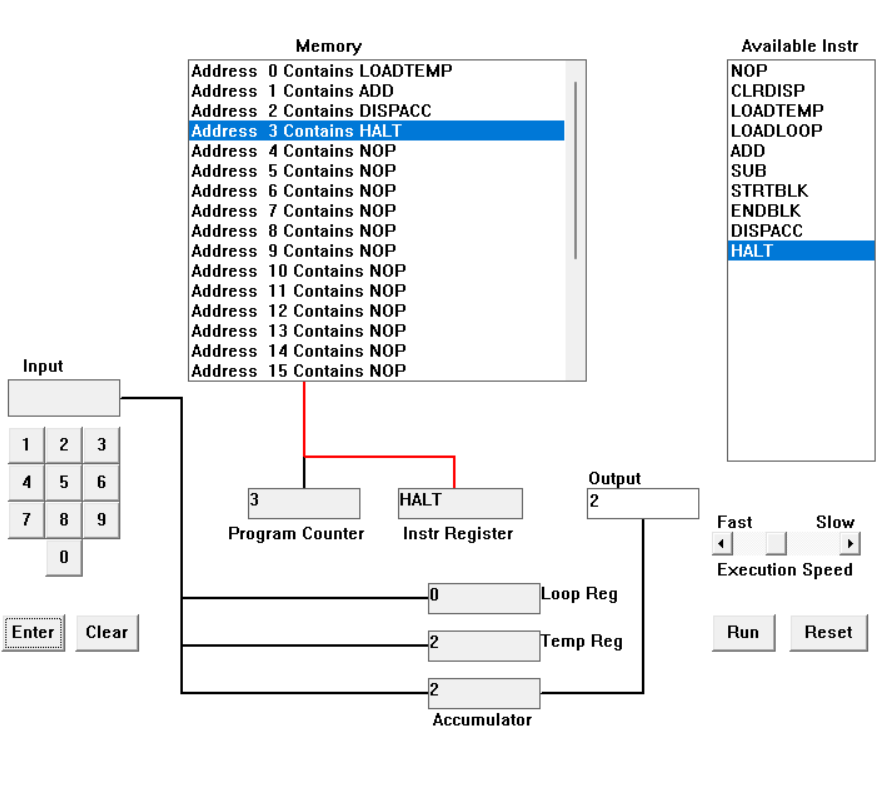 Memory
Available Instr
Address 0 Contains LOADTEMP
Address 1 Contains ADD
Address 2 Contains DISPACC
Address 3 Contains HALT
Address 4 Contains NOP
Address 5 Contains NOP
Address 6 Contains NOP
Address 7 Contains NOP
Address 8 Contains NOP
Address 9 Contains NOP
Address 10 Contains NOP
Address 11 Contains NOP
Address 12 Contains NOP
Address 13 Contains NOP
Address 14 Contains NOP
Address 15 Contains NOP
NOP
CLRDISP
LOADTEMP
LOADLOOP
ADD
SUB
STRTBLK
ENDBLK
DISPACC
HALT
Input
1 2 3
4 5 6
7 8 9
0
Enter Clear
3
Program Counter
HALT
Instr Register
Output
2
Fast Slow
Execution Speed
Run Reset
0 Loop Reg
2 Temp Reg
2
Accumulator